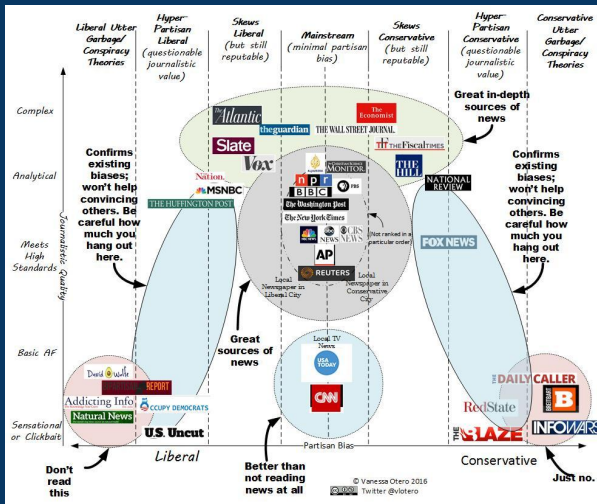 Liberal Utter
Garbage/
Conspiracy
Theories
Hyper-
Partisan
Liberal
(questionable
journalistic
value)
Skews
Liberal
(but still
reputable)
Mainstream
(minimal partisan
bias)
Skews
Conservative
(but still
reputable)
Hyper-
Partisan
Conservative
(questionable
journalistic
value)
Conservative
Utter
Garbage/
Conspiracy
Theories
Complex
Analytical
Meets
High
Standards
Basic AF
Sensational
or Clickbait
Journalistic Quality
The
Atlantic
theguardian
The
Economist
THE WALL STREET JOURNAL
Slate
Vox
THE FISCALTIMES
THE
HILL
Great in-depth
sources of
news
Confirms
existing
biases;
won't help
convincing
others. Be
careful how
much you
hang out
here.
The Nation.
MSNBC
THE HUFFINGTON POST
MONITOR
npr
PBS
BBC
The Washington Post
The New York Times
abc
NEWS
CBS
NEWS
AP
REUTERS
Not ranked in a
particular order
Local
Newspaper in
Liberal City
Local
Newspaper in
Conservative
City
NATIONAL
REVIEW
FOX NEWS
Confirms
existing
biases;
won't help
convincing
others. Be
careful how
much you
hang out
here.
Great
sources of
news
Local TV
News
USA
TODAY
CNN
David Wolfe
REPORT
Addicting Info
Natural News
OCCUPY DEMOCRATS
U.S. Uncut
THE DAILY CALLER
RedState
BREITBART
B
THE BLAZE
INFOWARS
Partisan Bias
Liberal
Conservative
Don't
read
this
Better than
not reading
news at all
Just no.
© Vanessa Otero 2016
Twitter @vlotero